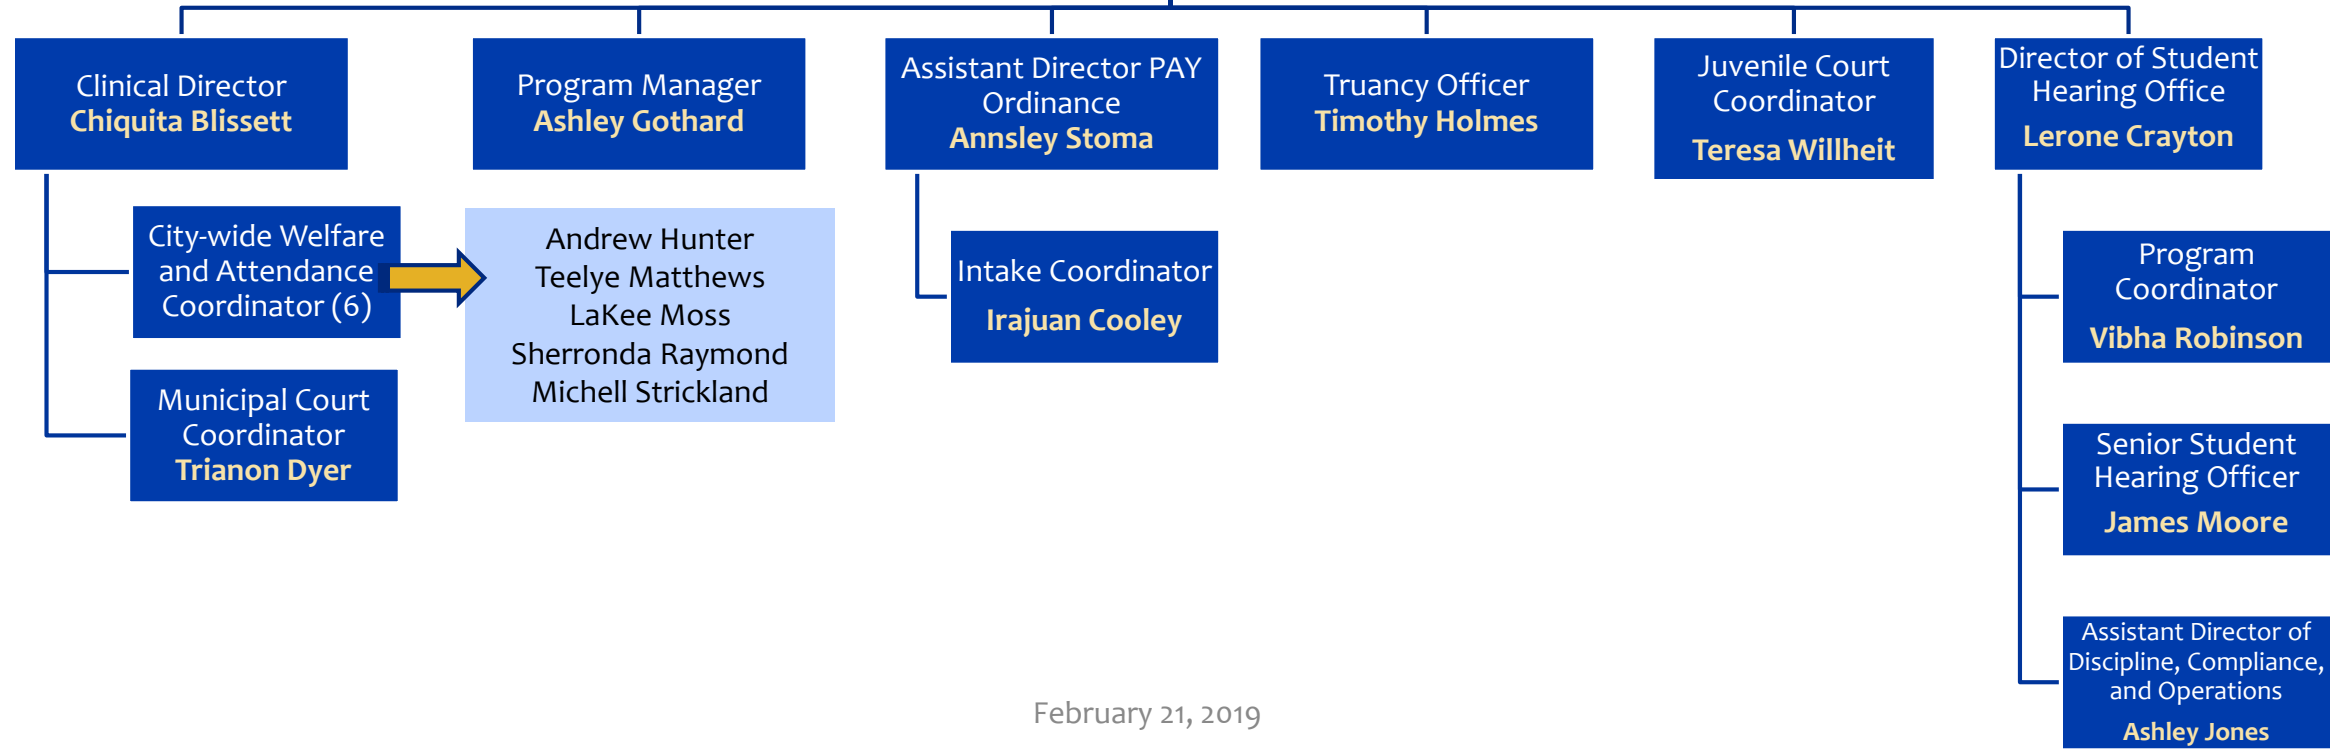 Clinical Director
Chiquita Blissett
Program Manager
Ashley Gothard
Assistant Director PAY
Ordinance
Annsley Stoma
Truancy Officer
Timothy Holmes
Juvenile Court
Coordinator
Teresa Willheit
Director of Student
Hearing Office
Lerone Crayton
City-wide Welfare
and Attendance
Coordinator (6)
Andrew Hunter
Teelye Matthews
LaKee Moss
Sherronda Raymond
Michell Strickland
Municipal Court
Coordinator
Trianon Dyer
Intake Coordinator
Irajuan Cooley
Program
Coordinator
Vibha Robinson
Senior Student
Hearing Officer
James Moore
Assistant Director of
Discipline, Compliance,
and Operations
Ashley Jones
February 21, 2019